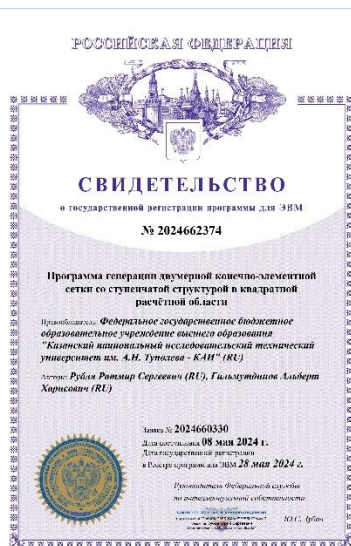 РОССИЙСКАЯ ФЕДЕРАЦИЯ
СВИДЕТЕЛЬСТВО
о государственной регистрации программы для ЭВМ
№ 2024662374
Программа генерации двумерной конечно-элементной
сетки со ступенчатой структурой в квадратной
расчётной области
Правообладатель: Федеральное государственное бюджетное
образовательное учреждение высшего образования
"Казанский национальный исследовательский технический
университет им. А.Н. Туполева - КАИ" (RU)
Авторы: Рубля Ратмир Сергеевич (RU), Гильмутдинов Альберт
Харисович (RU)
Заявка № 2024660330
Дата поступления 08 мая 2024 г.
Дата государственной регистрации
в Реестре программ для ЭВМ 28 мая 2024 г.
Руководитель Федеральной службы
по интеллектуальной собственности
Ю.С. Зубов